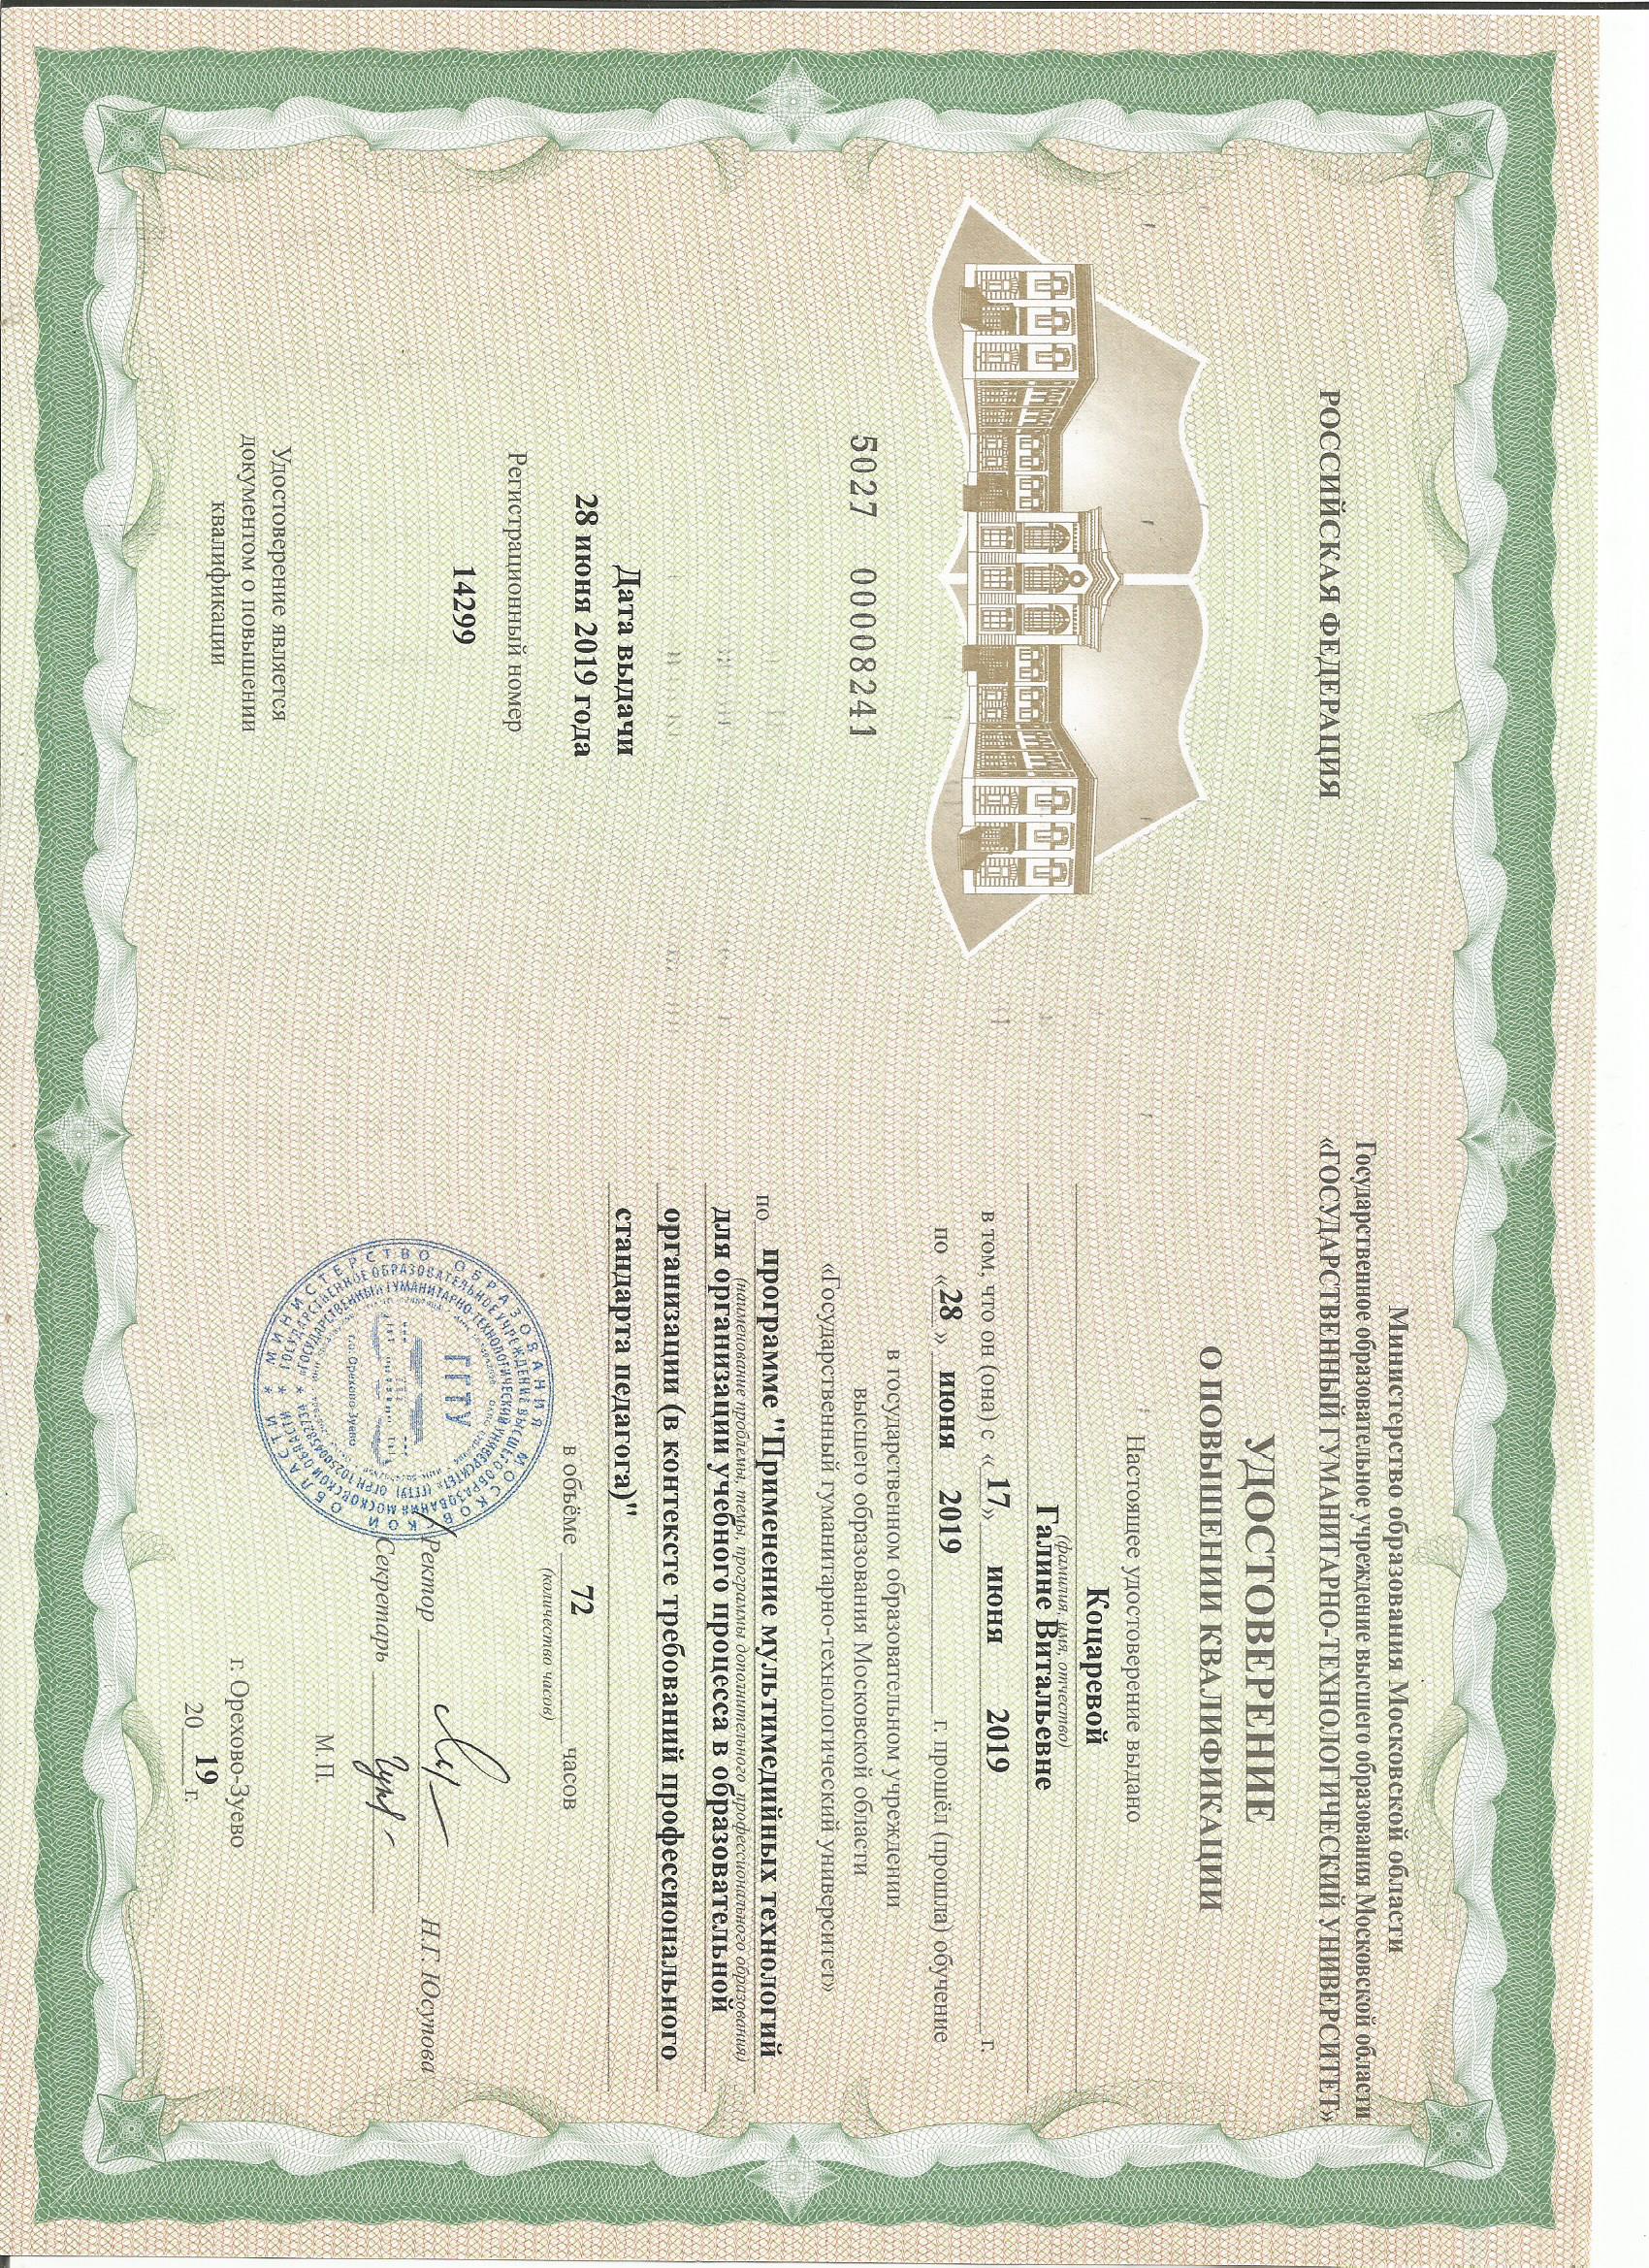 РОССИЙСКАЯ ФЕДЕРАЦИЯ
5027 00008241
Дата выдачи
28 июня 2019 года
Регистрационный номер
14299
Удостоверение является
документом о повышении
квалификации
Министерство образования Московской области
Государственное образовательное учреждение высшего образования Московской области
«ГОСУДАРСТВЕННЫЙ ГУМАНИТАРНО-ТЕХНОЛОГИЧЕСКИЙ УНИВЕРСИТЕТ»
УДОСТОВЕРЕНИЕ
О ПОВЫШЕНИИ КВАЛИФИКАЦИИ
Настоящее удостоверение выдано
Коцаревой
(фамилия, имя, отчество)
Галине Витальевне
в том, что он (она) с «17» июня 2019 г.
по «28» июня 2019 г. прошёл (прошла) обучение
в государственном образовательном учреждении
высшего образования Московской области
«Государственный гуманитарно-технологический университет»
по программе "Применение мультимедийных технологий
(наименование проблемы, темы, программы дополнительного профессионального образования)
для организации учебного процесса в образовательной
организации (в контексте требований профессионального
стандарта педагога)"
в объёме 72 часов
(количество часов)
МИНИСТЕРСТВО ОБРАЗОВАНИЯ МОСКОВСКОЙ ОБЛАСТИ
ГОСУДАРСТВЕННОЕ ОБРАЗОВАТЕЛЬНОЕ УЧРЕЖДЕНИЕ ВЫСШЕГО ОБРАЗОВАНИЯ МОСКОВСКОЙ ОБЛАСТИ
«ГОСУДАРСТВЕННЫЙ ГУМАНИТАРНО-ТЕХНОЛОГИЧЕСКИЙ УНИВЕРСИТЕТ» (ГГТУ) ОГРН 1025004582734
ГГТУ
г.о. Орехово-Зуево
Ректор Н.Г. Юсупова
Секретарь
М. П.
г. Орехово-Зуево
2019 г.